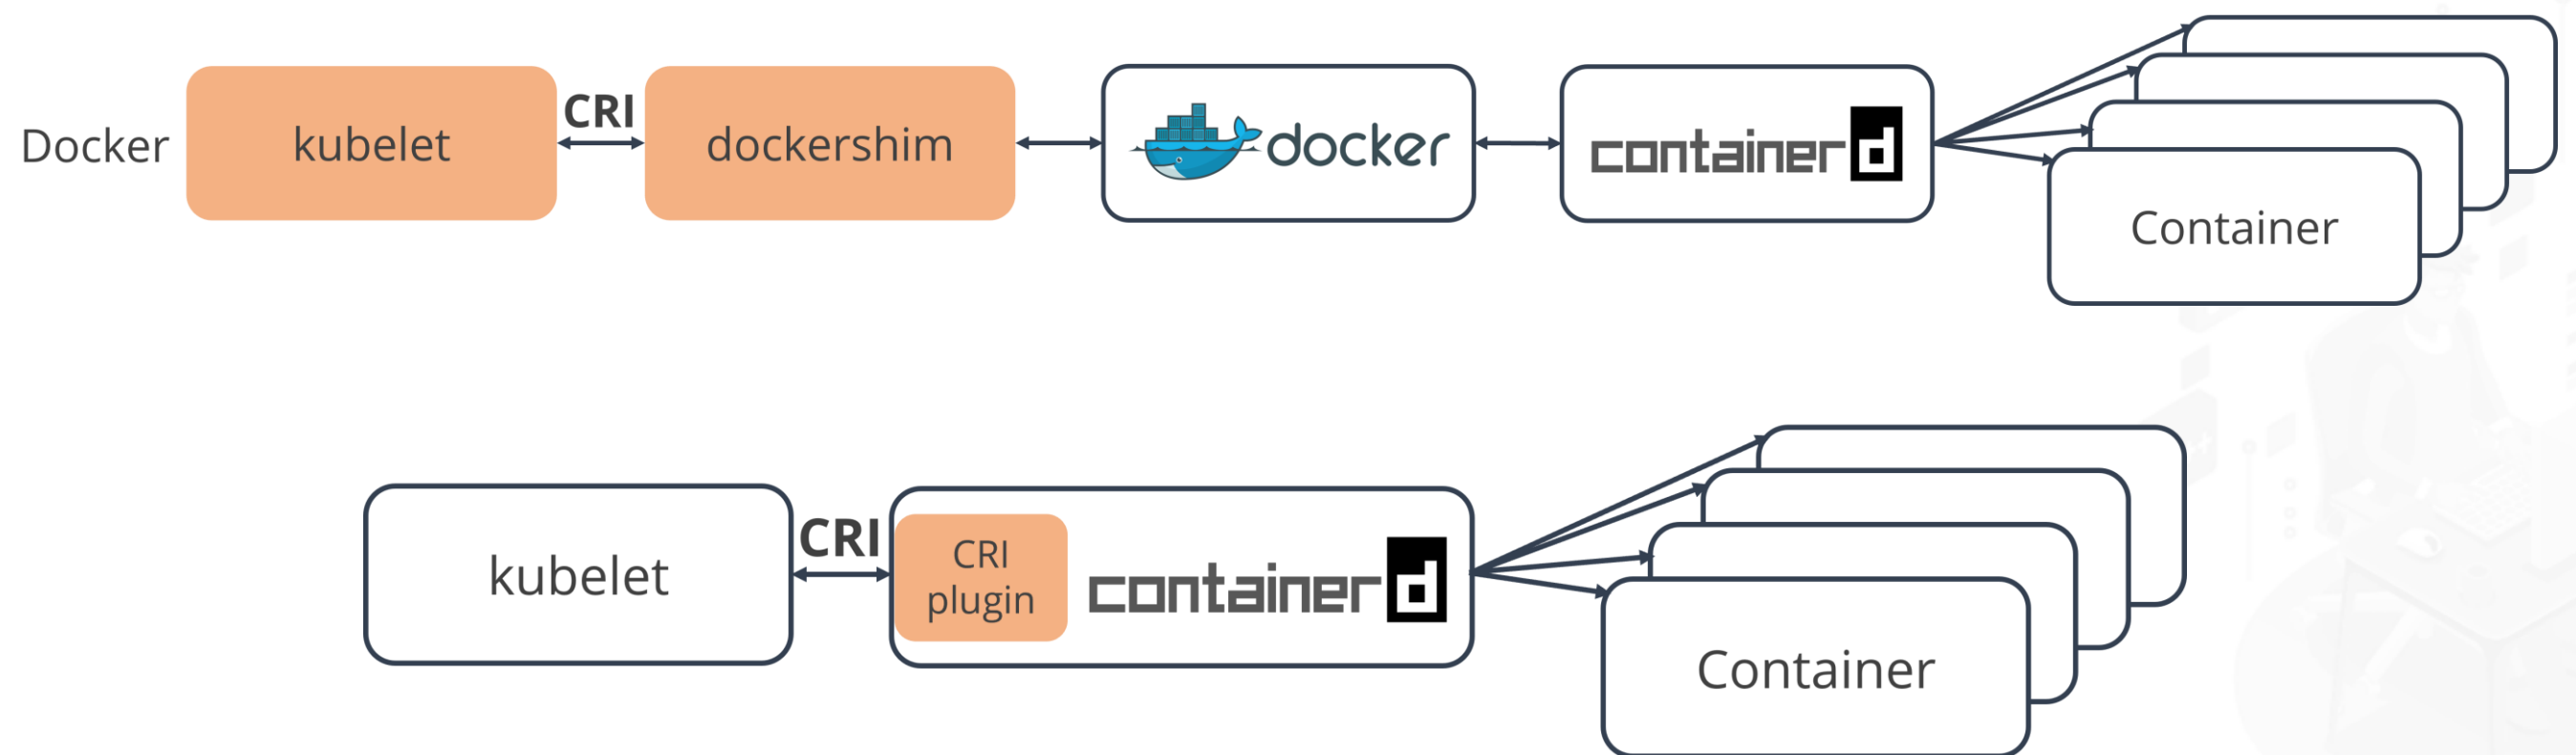 Docker
kubelet
CRI
dockershim
docker
containerd
Container
kubelet
CRI
CRI
plugin
containerd
Container